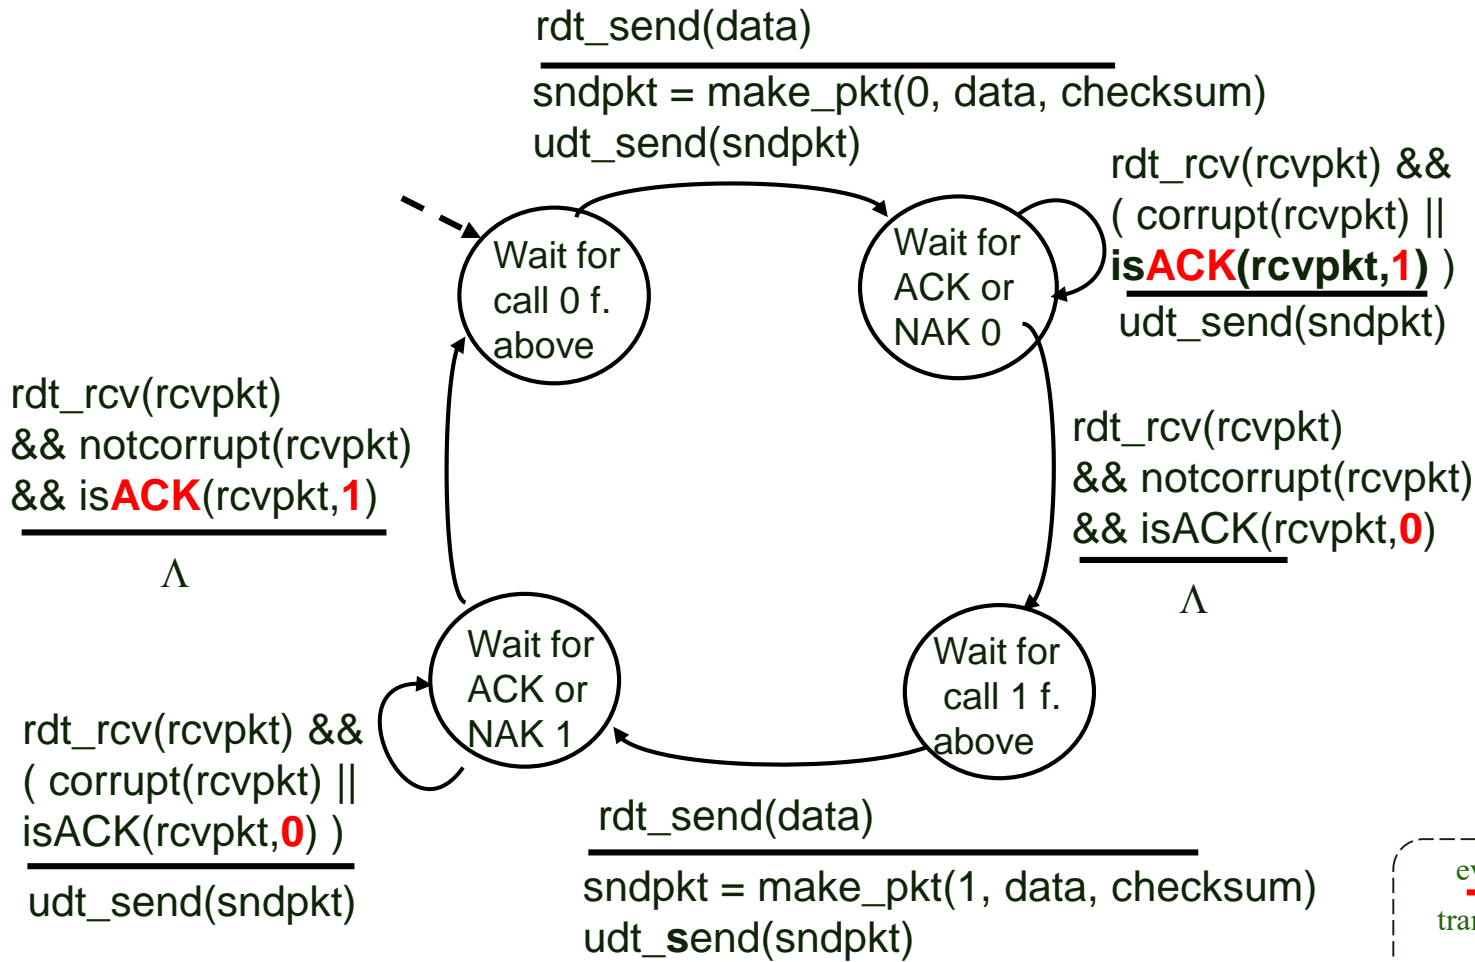 rdt_send(data)
sndpkt = make_pkt(0, data, checksum)
udt_send(sndpkt)
rdt_rcv(rcvpkt) &&
( corrupt(rcvpkt) ||
isACK(rcvpkt,1) )
udt_send(sndpkt)
Wait for
call 0 f.
above
Wait for
ACK or
NAK 0
rdt_rcv(rcvpkt)
&& notcorrupt(rcvpkt)
&& isACK(rcvpkt,1)
Λ
rdt_rcv(rcvpkt)
&& notcorrupt(rcvpkt)
&& isACK(rcvpkt,0)
Λ
Wait for
ACK or
NAK 1
Wait for
call 1 f.
above
rdt_rcv(rcvpkt) &&
( corrupt(rcvpkt) ||
isACK(rcvpkt,0) )
udt_send(sndpkt)
rdt_send(data)
sndpkt = make_pkt(1, data, checksum)
udt_send(sndpkt)